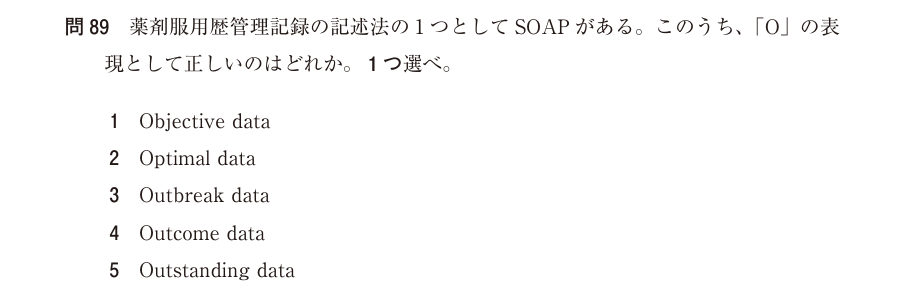 問 89 薬剤服用歴管理記録の記述法の１つとして SOAP がある。このうち、「O」の表
現として正しいのはどれか。１つ選べ。
1 Objective data
2 Optimal data
3 Outbreak data
4 Outcome data
5 Outstanding data